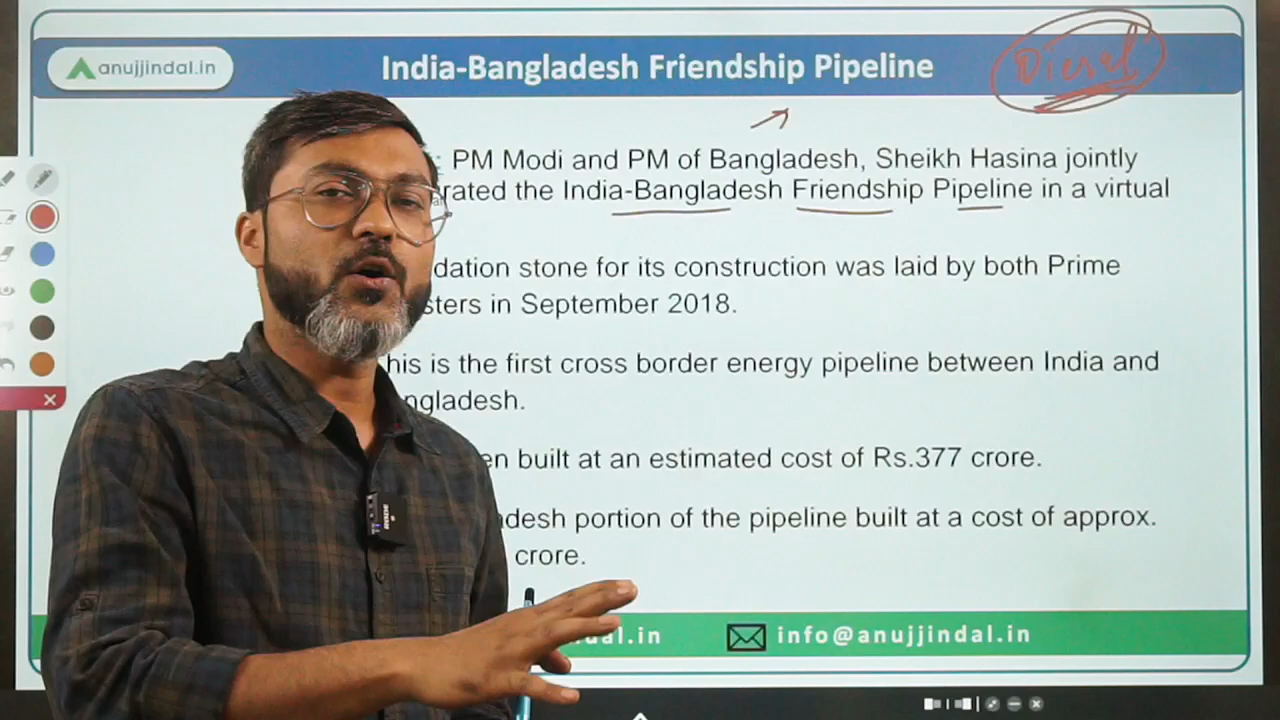 anujjindal.in
India-Bangladesh Friendship Pipeline
Diesel
: PM Modi and PM of Bangladesh, Sheikh Hasina jointly
rated the India-Bangladesh Friendship Pipeline in a virtual
dation stone for its construction was laid by both Prime
sters in September 2018.
his is the first cross border energy pipeline between India and
ngladesh.
en built at an estimated cost of Rs.377 crore.
desh portion of the pipeline built at a cost of approx.
crore.
dal.in
info@anujjindal.in
RODE